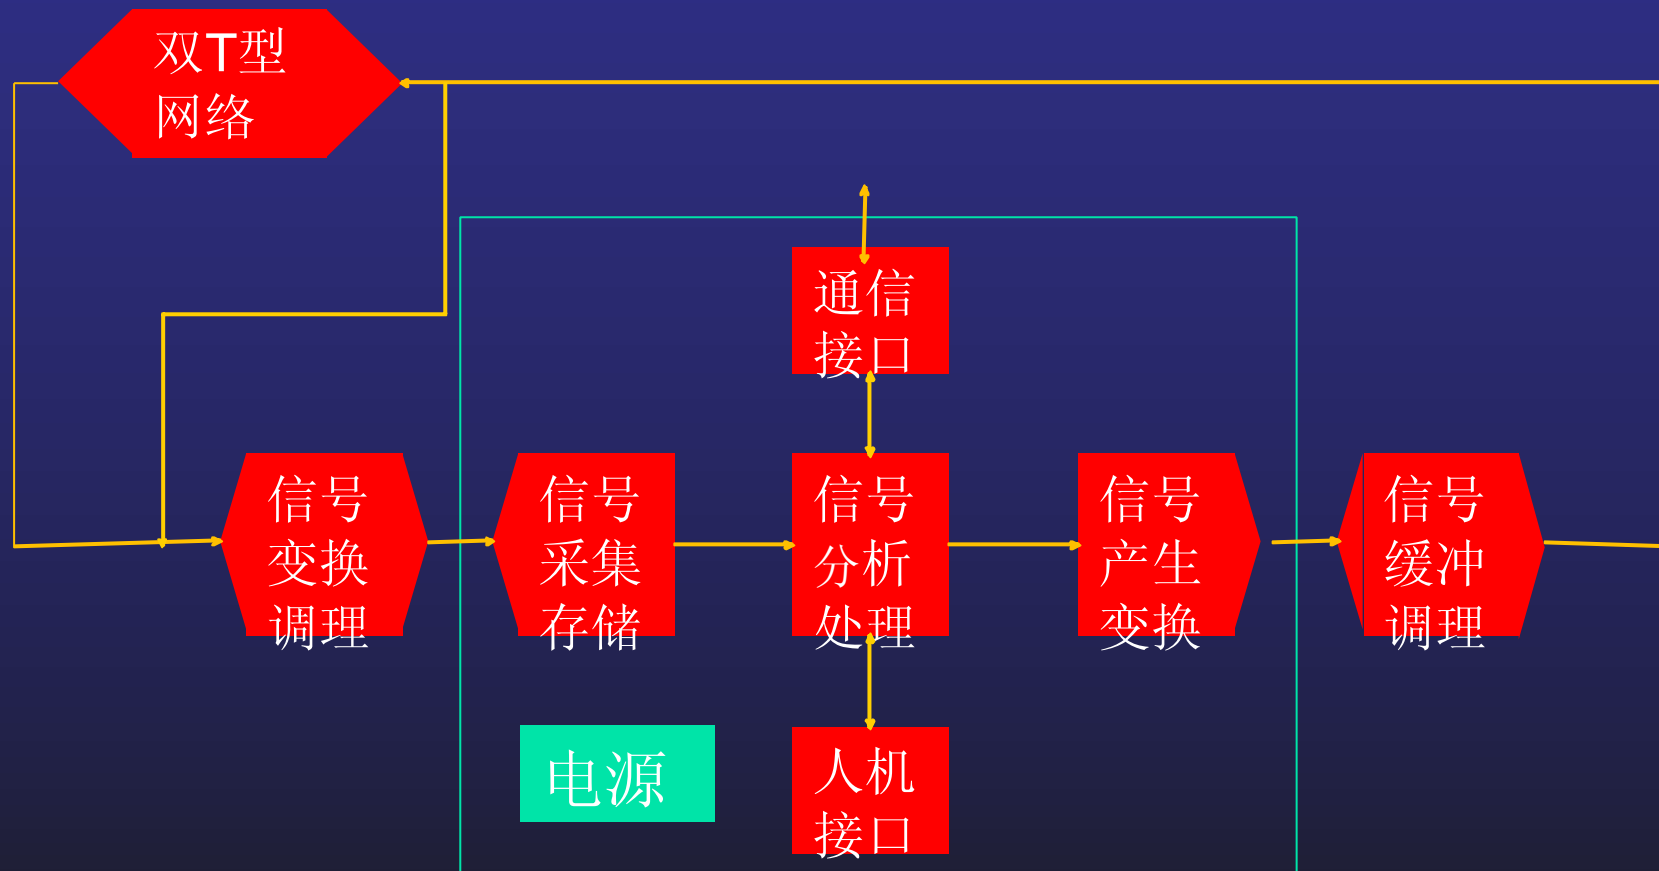 双T型
网络
通信
接口
信号
变换
调理
信号
采集
存储
信号
分析
处理
信号
产生
变换
信号
缓冲
调理
电源
人机
接口